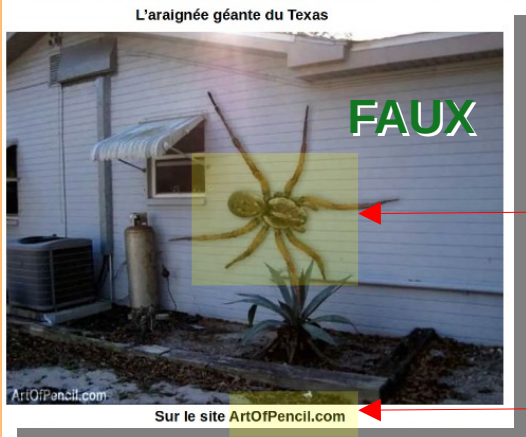 L'araignée géante du Texas
FAUX
ArtOfPencil.com
Sur le site ArtOfPencil.com